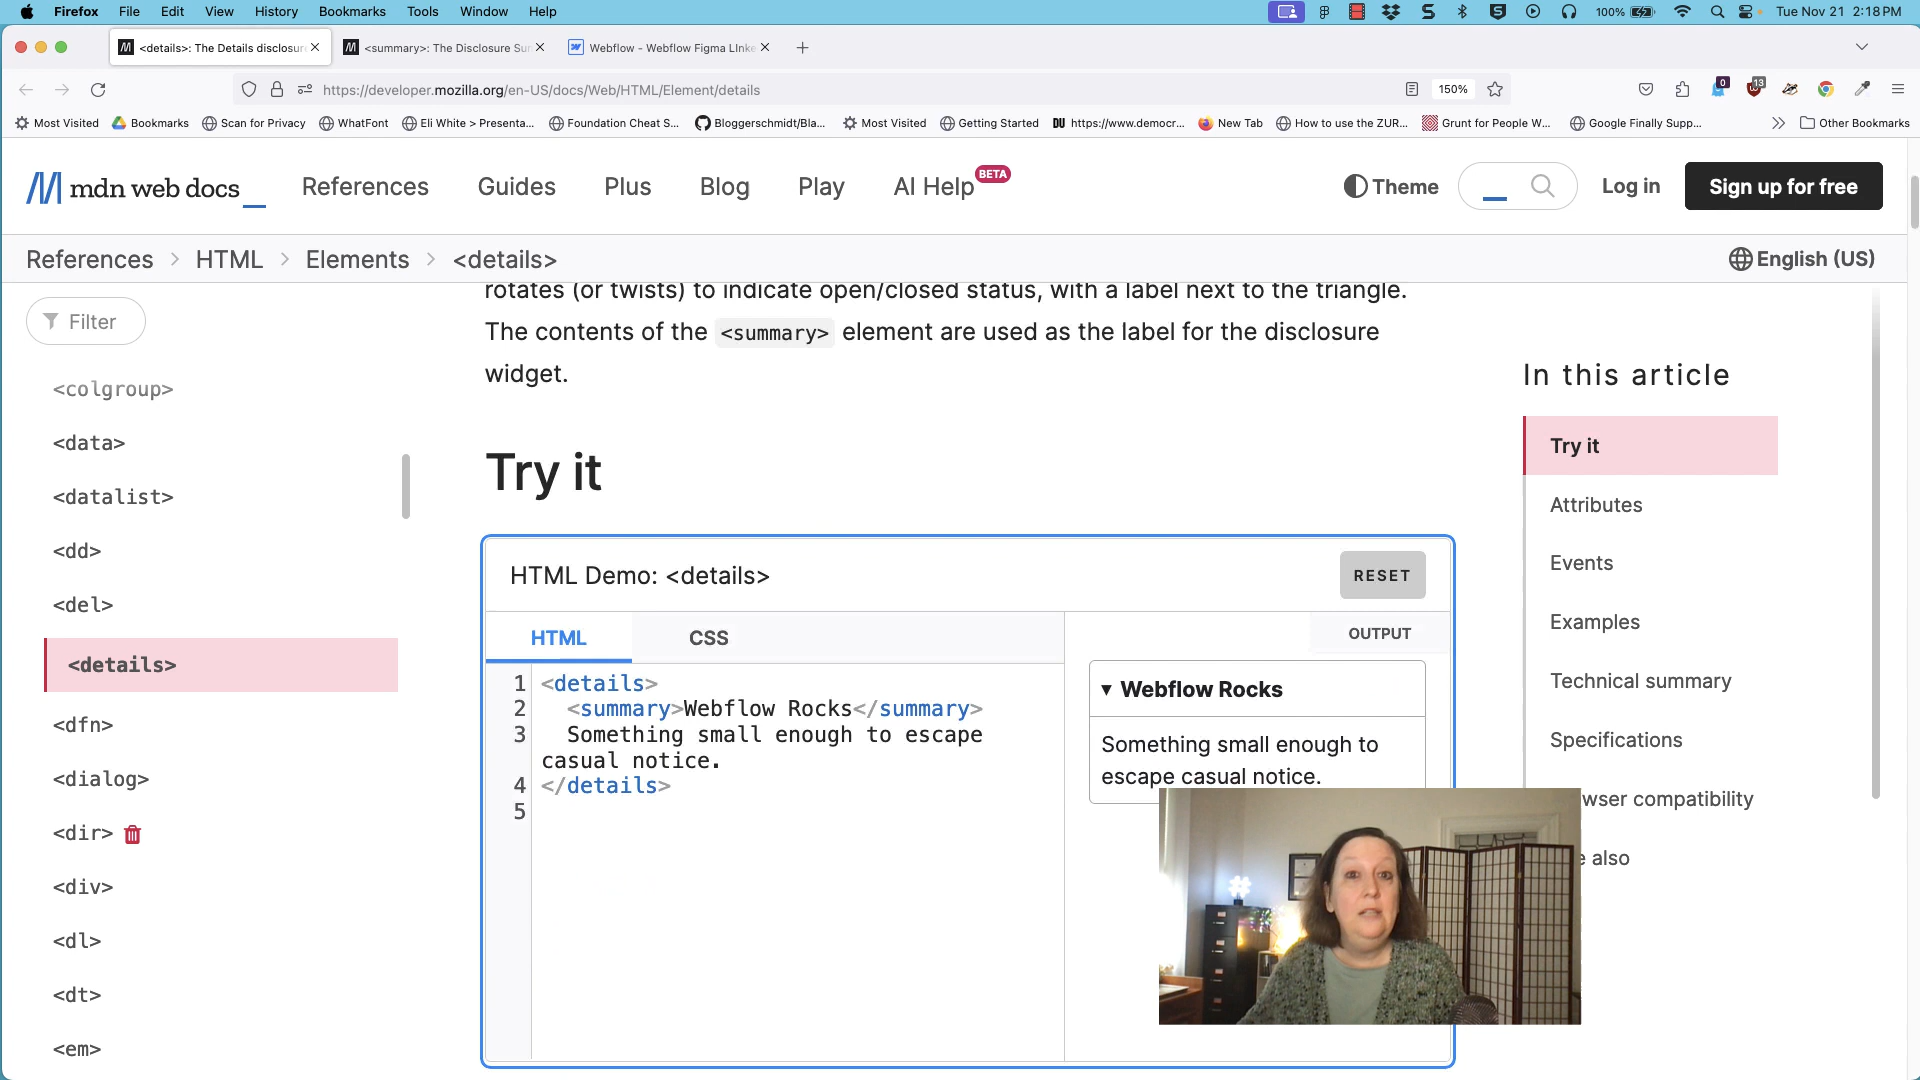 Firefox File Edit View History Bookmarks Tools Window Help 100% Tue Nov 21 2:18 PM
<details>: The Details disclosur <summary>: The Disclosure Su Webflow - Webflow Figma LInke
https://developer.mozilla.org/en-US/docs/Web/HTML/Element/details 150% 0 13
Most Visited Bookmarks Scan for Privacy WhatFont Eli White > Presenta... Foundation Cheat S... Bloggerschmidt/Bla... Most Visited Getting Started DU https://www.democr... New Tab How to use the ZUR... Grunt for People W... Google Finally Supp... Other Bookmarks
mdn web docs References Guides Plus Blog Play AI Help BETA Theme Log in Sign up for free
References > HTML > Elements > <details> English (US)
Filter
<colgroup>
<data>
<datalist>
<dd>
<del>
<details>
<dfn>
<dialog>
<dir>
<div>
<dl>
<dt>
<em>
rotates (or twists) to indicate open/closed status, with a label next to the triangle.
The contents of the <summary> element are used as the label for the disclosure
widget.
Try it
HTML Demo: <details> RESET
HTML CSS
1 <details>
2 <summary>Webflow Rocks</summary>
3 Something small enough to escape
casual notice.
4 </details>
5
OUTPUT
▾ Webflow Rocks
Something small enough to
escape casual notice.
In this article
Try it
Attributes
Events
Examples
Technical summary
Specifications
wser compatibility
e also